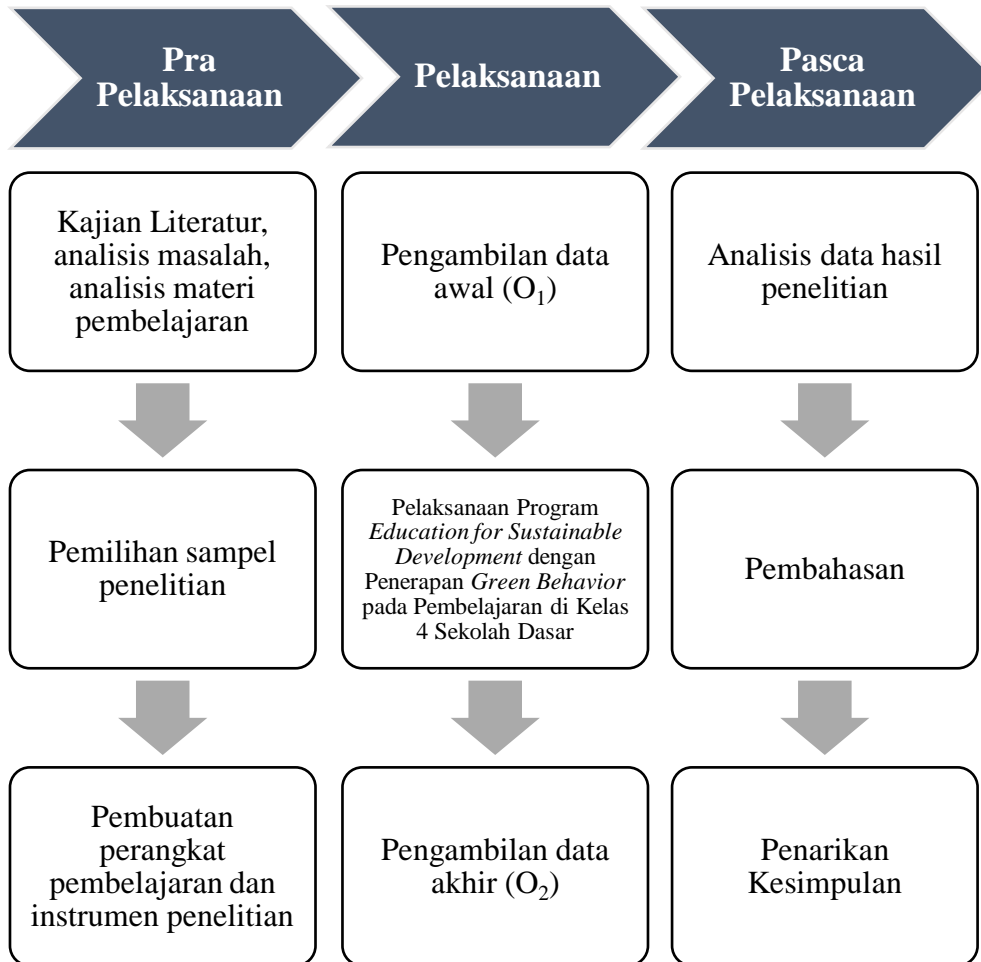 Pra
Pelaksanaan
Pelaksanaan
Pasca
Pelaksanaan
Kajian Literatur,
analisis masalah,
analisis materi
pembelajaran
Pengambilan data
awal (O₁)
Analisis data hasil
penelitian
Pemilihan sampel
penelitian
Pelaksanaan Program
Education for Sustainable
Development dengan
Penerapan Green Behavior
pada Pembelajaran di Kelas
4 Sekolah Dasar
Pembahasan
Pembuatan
perangkat
pembelajaran dan
instrumen penelitian
Pengambilan data
akhir (O₂)
Penarikan
Kesimpulan